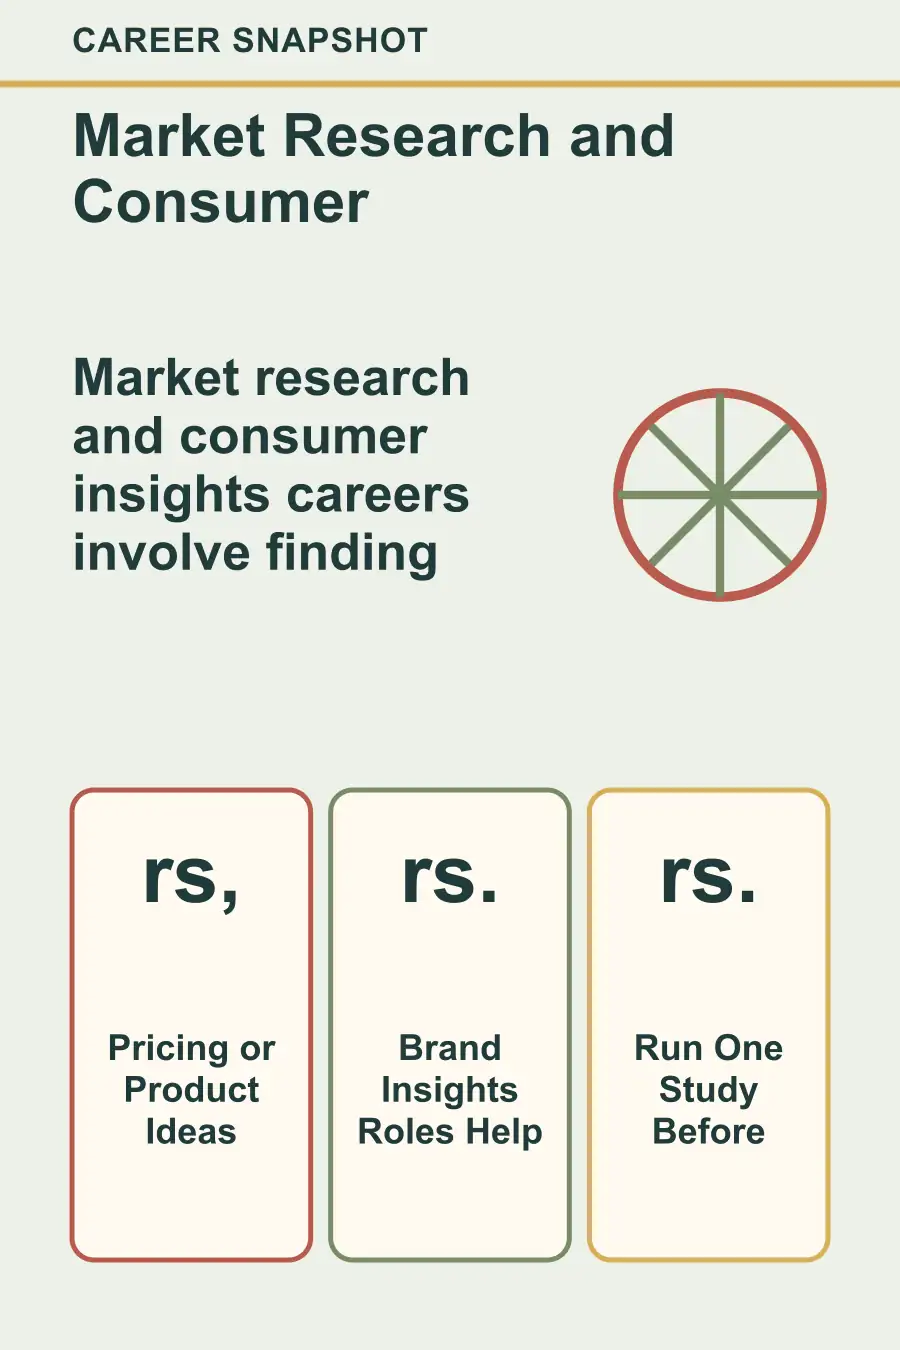 CAREER SNAPSHOT
Market Research and
Consumer
Market research
and consumer
insights careers
involve finding
rs,
Pricing or
Product
Ideas
rs.
Brand
Insights
Roles Help
rs.
Run One
Study
Before